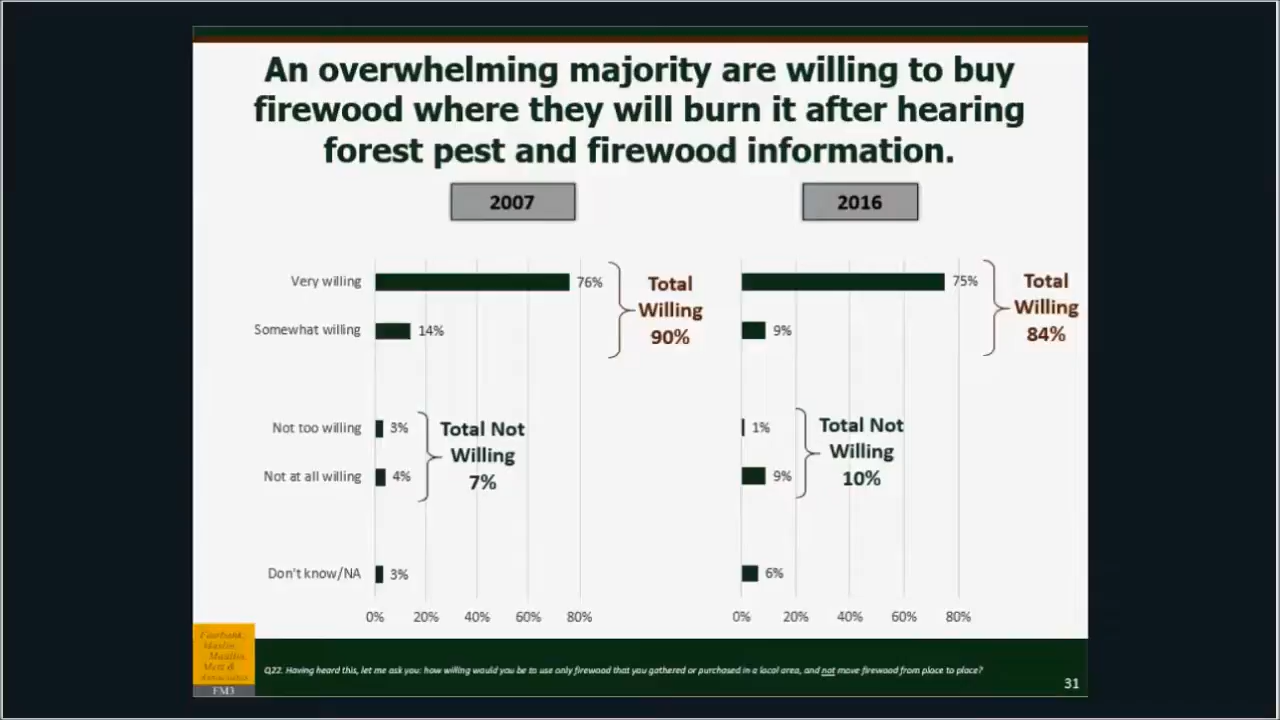 An overwhelming majority are willing to buy
firewood where they will burn it after hearing
forest pest and firewood information.
2007
2016
Very willing
76%
Somewhat willing
14%
Total
Willing
90%
Not too willing
3%
Not at all willing
4%
Total Not
Willing
7%
Don't know/NA
3%
0% 20% 40% 60% 80%
75%
9%
Total
Willing
84%
1%
9%
Total Not
Willing
10%
6%
0% 20% 40% 60% 80%
Fairbank,
Maslin,
Maullin,
Metz &
Associates
FM3
Q22. Having heard this, let me ask you: how willing would you be to use only firewood that you gathered or purchased in a local area, and not move firewood from place to place?
31